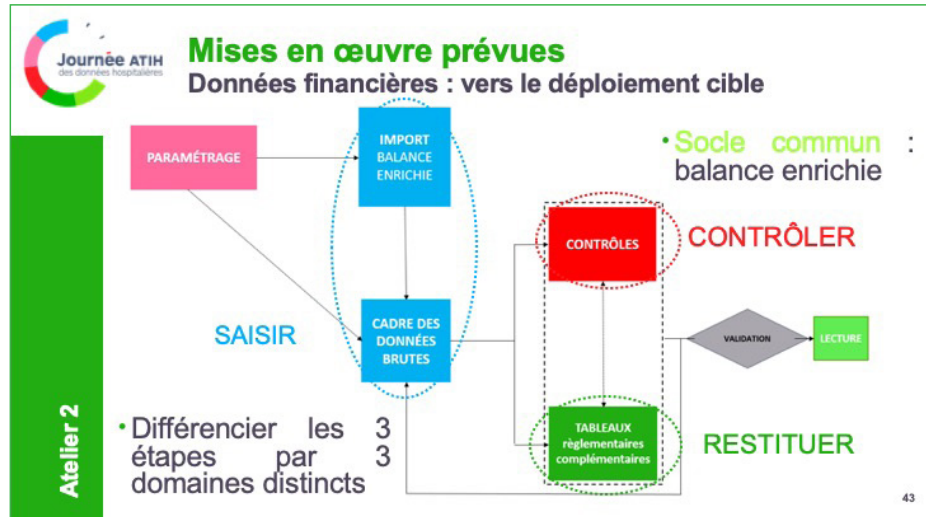 Journée ATIH
des données hospitalières
Mises en œuvre prévues
Données financières : vers le déploiement cible
PARAMÉTRAGE
IMPORT
BALANCE
ENRICHIE
• Socle commun :
balance enrichie
CONTRÔLES
CONTRÔLER
SAISIR
CADRE DES
DONNÉES
BRUTES
VALIDATION
LECTURE
• Différencier les 3
étapes par 3
domaines distincts
TABLEAUX
règlementaires
complémentaires
RESTITUER
Atelier 2
43